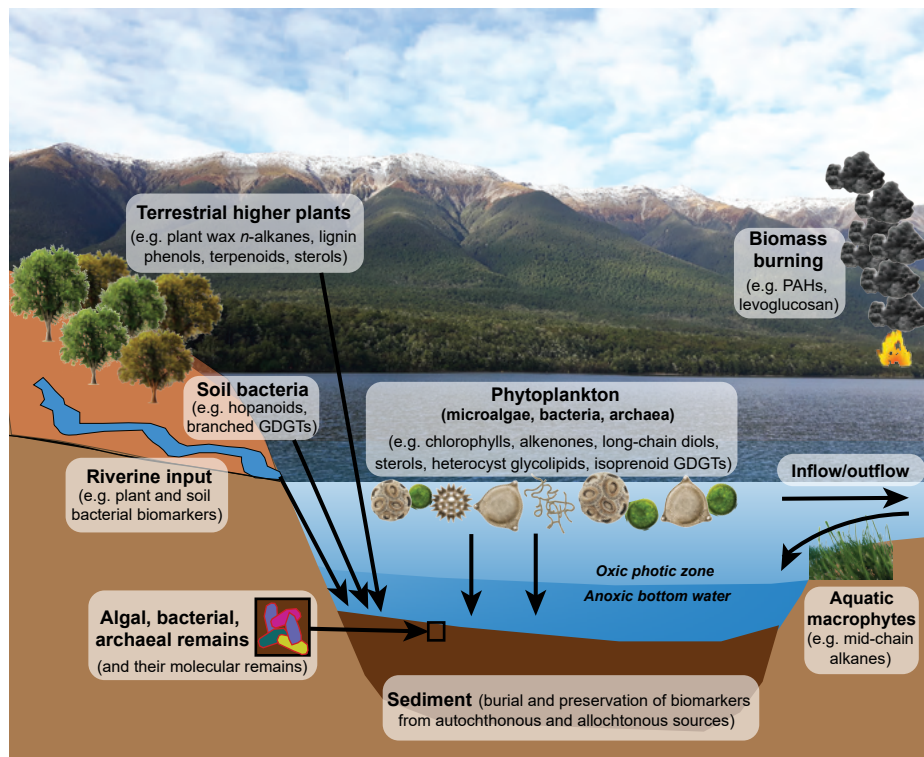 Terrestrial higher plants
(e.g. plant wax n-alkanes, lignin
phenols, terpenoids, sterols)
Biomass
burning
(e.g. PAHs,
levoglucosan)
Soil bacteria
(e.g. hopanoids,
branched GDGTs)
Phytoplankton
(microalgae, bacteria, archaea)
(e.g. chlorophylls, alkenones, long-chain diols,
sterols, heterocyst glycolipids, isoprenoid GDGTs)
Riverine input
(e.g. plant and soil
bacterial biomarkers)
Inflow/outflow
Oxic photic zone
Anoxic bottom water
Algal, bacterial,
archaeal remains
(and their molecular remains)
Aquatic
macrophytes
(e.g. mid-chain
alkanes)
Sediment (burial and preservation of biomarkers
from autochthonous and allochtonous sources)